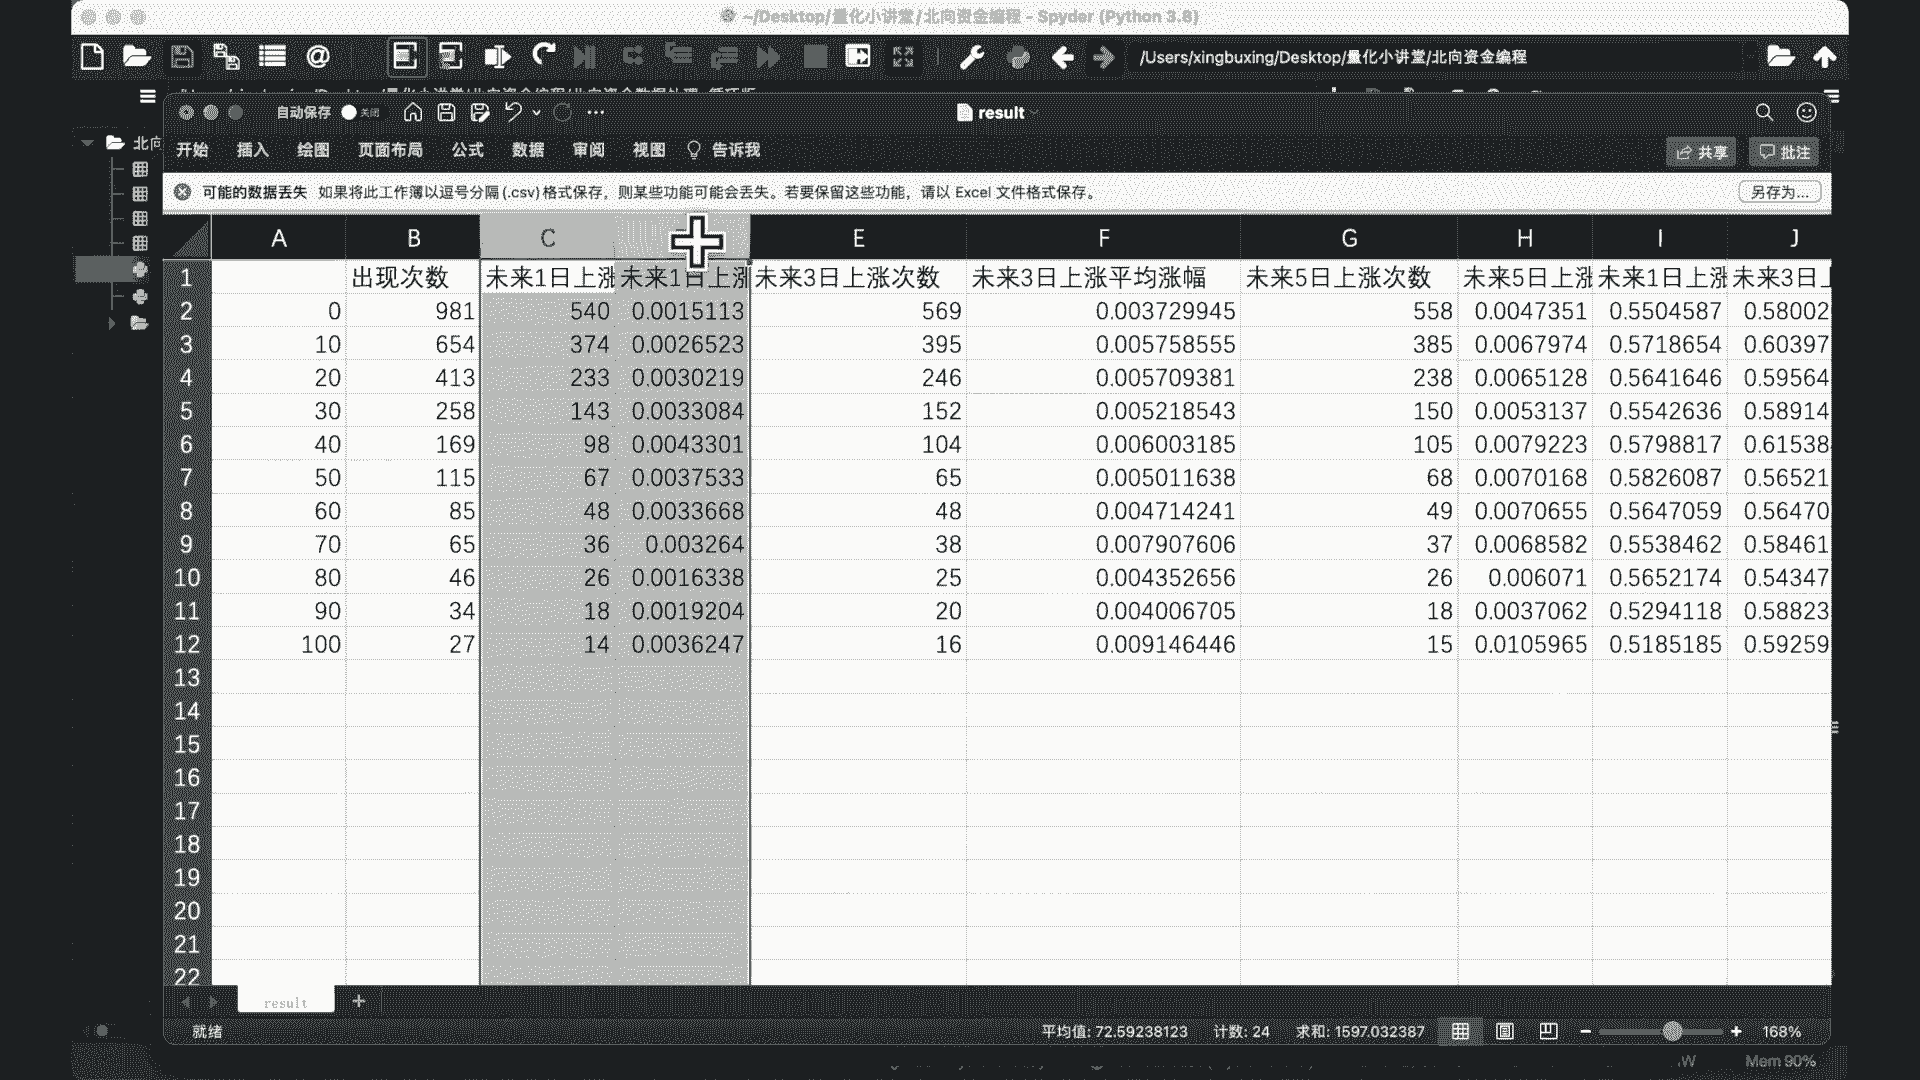 ~/Desktop/量化小讲堂/北向资金编程 - Spyder (Python 3.8)
/Users/xingbuxing/Desktop/量化小讲堂/北向资金编程
自动保存 关闭 result
北向
开始 插入 绘图 页面布局 公式 数据 审阅 视图 告诉我 共享 批注
可能的数据丢失 如果将此工作簿以逗号分隔(.csv)格式保存，则某些功能可能会丢失。若要保留这些功能，请以 Excel 文件格式保存。 另存为...
A B C E F G H I J
1 出现次数 未来1日上涨 未来1日上涨 未来3日上涨次数 未来3日上涨平均涨幅 未来5日上涨次数 未来5日上涨 未来1日上涨 未来3日上
2 0 981 540 0.0015113 569 0.003729945 558 0.0047351 0.5504587 0.58002
3 10 654 374 0.0026523 395 0.005758555 385 0.0067974 0.5718654 0.60397
4 20 413 233 0.0030219 246 0.005709381 238 0.0065128 0.5641646 0.59564
5 30 258 143 0.0033084 152 0.005218543 150 0.0053137 0.5542636 0.58914
6 40 169 98 0.0043301 104 0.006003185 105 0.0079223 0.5798817 0.61538
7 50 115 67 0.0037533 65 0.005011638 68 0.0070168 0.5826087 0.56521
8 60 85 48 0.0033668 48 0.004714241 49 0.0070655 0.5647059 0.56470
9 70 65 36 0.003264 38 0.007907606 37 0.0068582 0.5538462 0.58461
10 80 46 26 0.0016338 25 0.004352656 26 0.006071 0.5652174 0.54347
11 90 34 18 0.0019204 20 0.004006705 18 0.0037062 0.5294118 0.58823
12 100 27 14 0.0036247 16 0.009146446 15 0.0105965 0.5185185 0.59259
13
14
15
16
17
18
19
20
21
22
result
就绪 平均值: 72.59238123 计数: 24 求和: 1597.032387 168%
Mem 90%